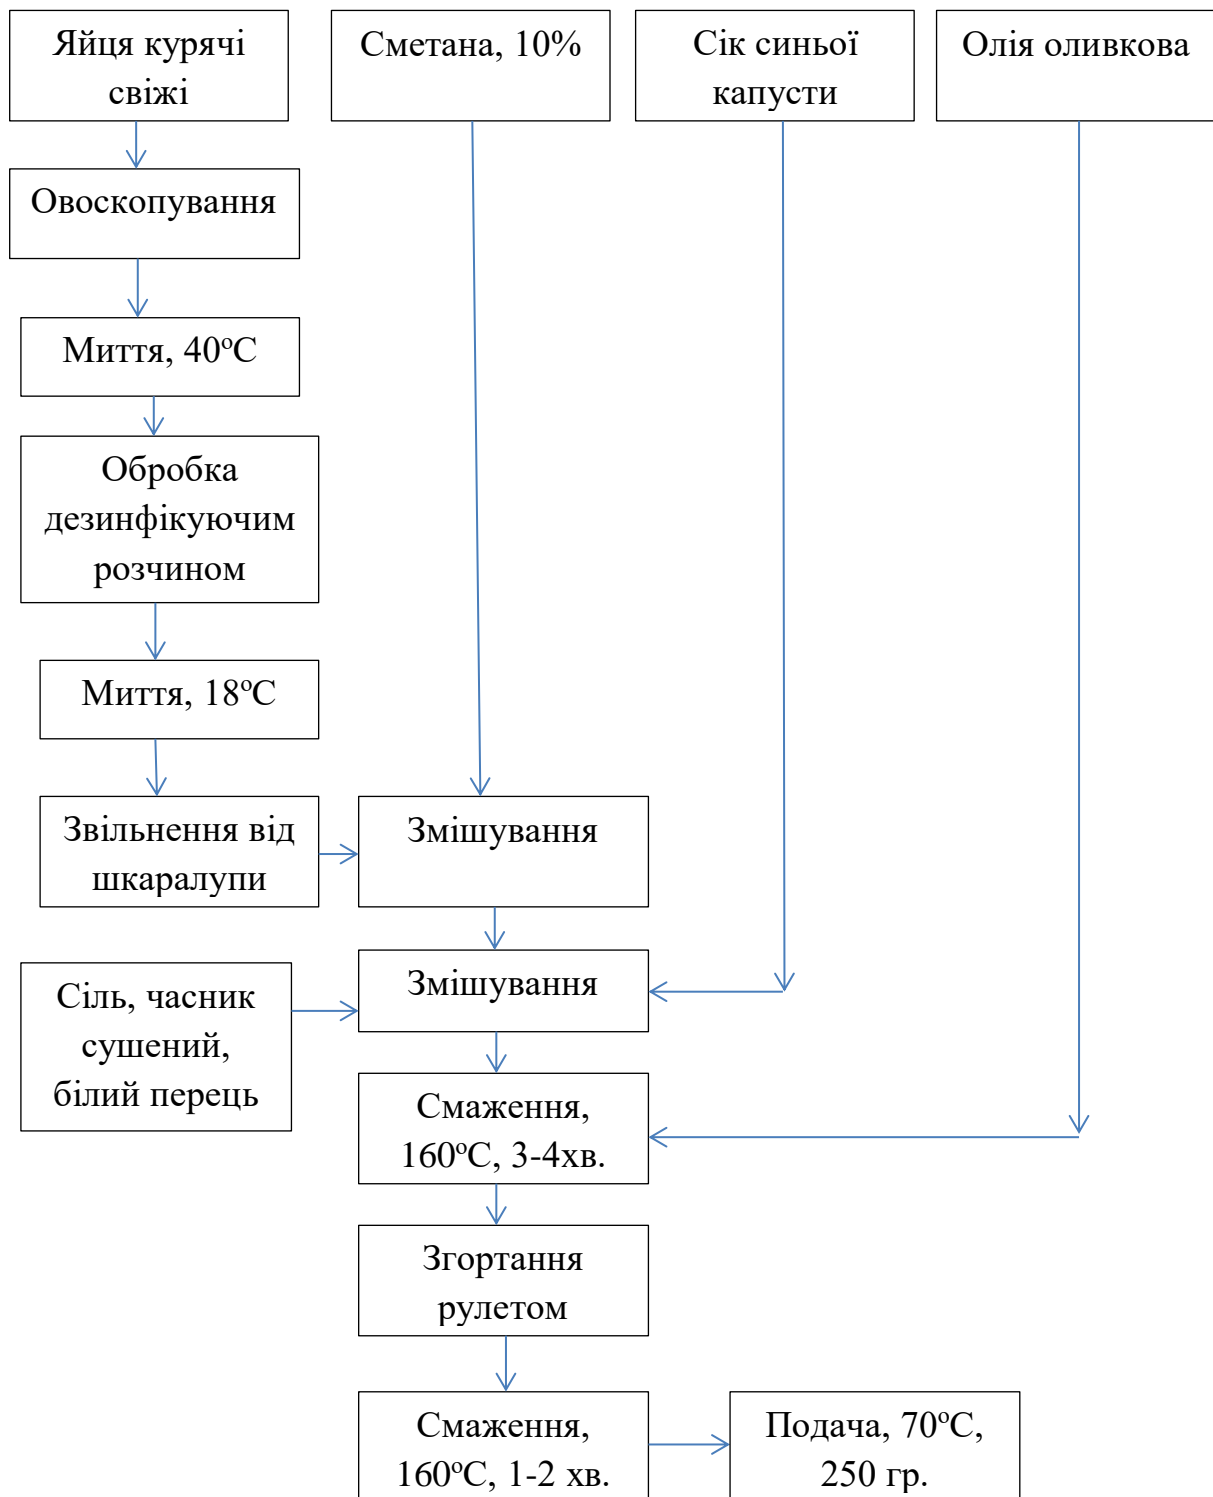 Яйця курячі
свіжі
Сметана, 10%
Сік синьої
капусти
Олія оливкова
Овоскопування
Миття, 40ºС
Обробка
дезинфікуючим
розчином
Миття, 18ºС
Звільнення від
шкаралупи
Змішування
Змішування
Сіль, часник
сушений,
білий перець
Смаження,
160ºС, 3-4хв.
Згортання
рулетом
Смаження,
160ºС, 1-2 хв.
Подача, 70ºС,
250 гр.